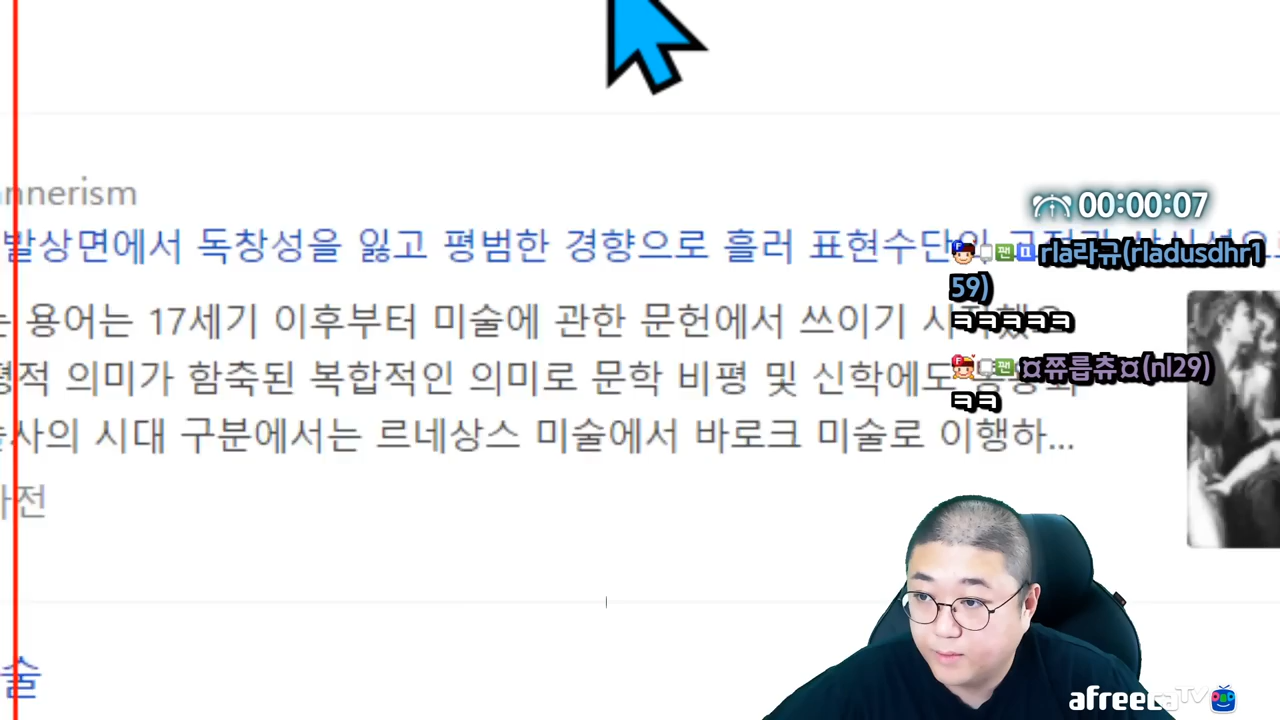 nnerism
발상면에서 독창성을 잃고 평범한 경향으로 흘러 표현수단의
용어는 17세기 이후부터 미술에 관한 문헌에서 쓰이기
적 의미가 함축된 복합적인 의미로 문학 비평 및 신학에도
사의 시대 구분에서는 르네상스 미술에서 바로크 미술로 이행하...
사전
술
00:00:07
rla라규(rladusdhr1
59)
ㅋㅋㅋㅋㅋ
¤쮸릅츄¤(nl29)
ㅋㅋ
afreecaTV